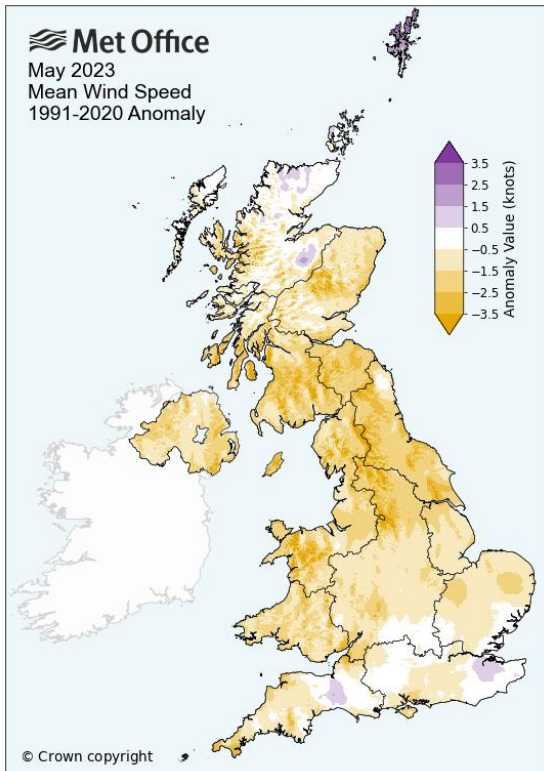 Met Office
May 2023
Mean Wind Speed
1991-2020 Anomaly
3.5
2.5
1.5
0.5
−0.5
−1.5
−2.5
−3.5
Anomaly Value (knots)
© Crown copyright